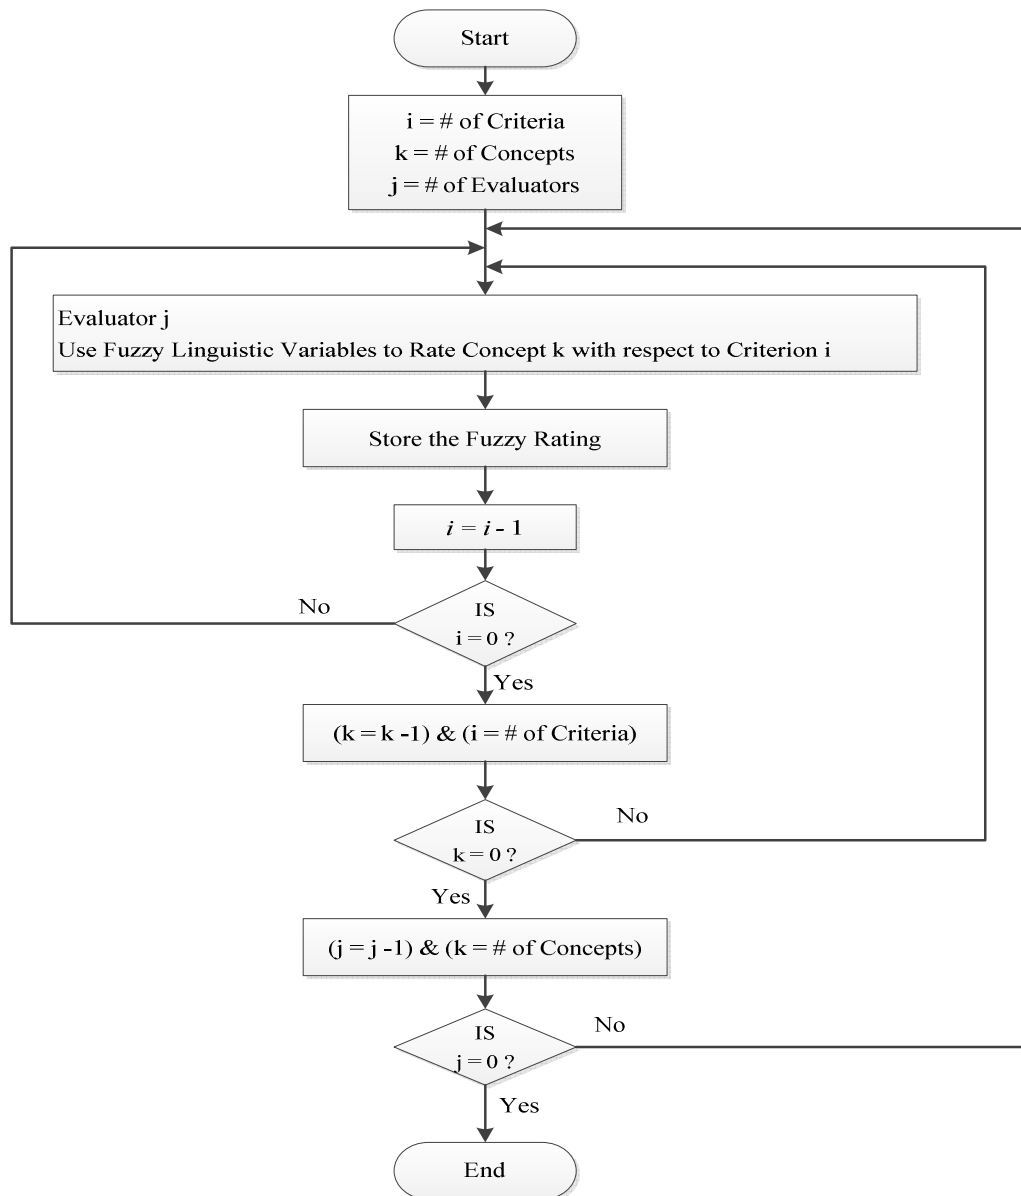 Start
i = # of Criteria
k = # of Concepts
j = # of Evaluators
Evaluator j
Use Fuzzy Linguistic Variables to Rate Concept k with respect to Criterion i
Store the Fuzzy Rating
i = i - 1
IS
i = 0 ?
No
Yes
(k = k -1) & (i = # of Criteria)
IS
k = 0 ?
No
Yes
(j = j -1) & (k = # of Concepts)
IS
j = 0 ?
No
Yes
End